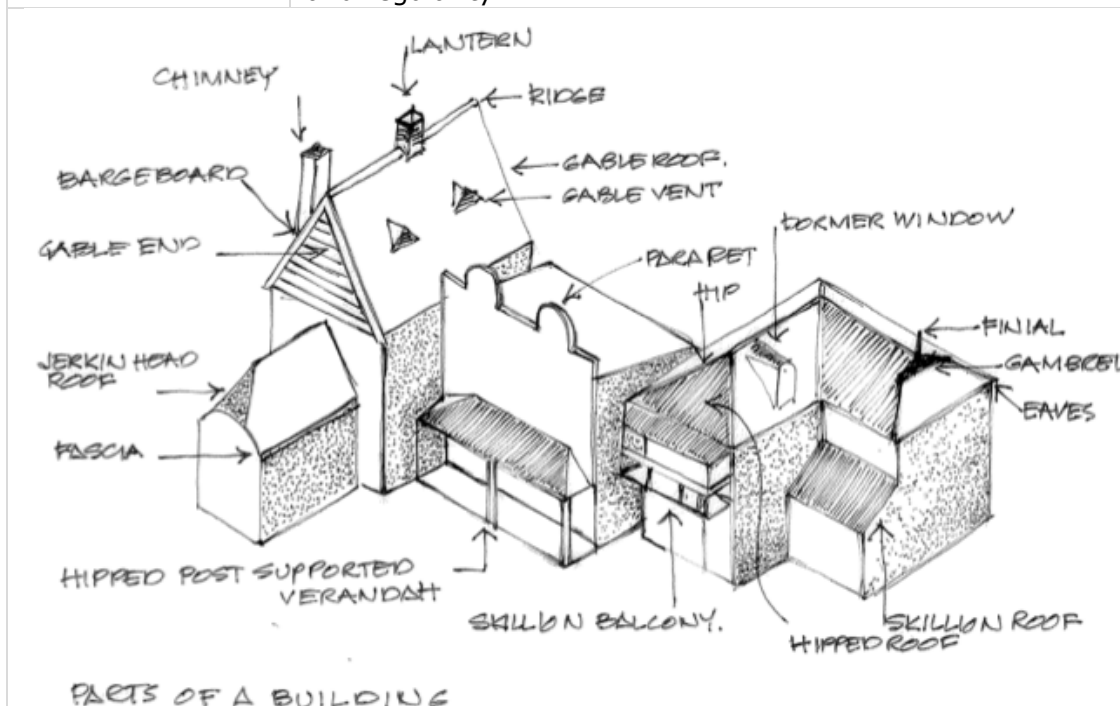 LANTERN
CHIMNEY
RIDGE
GABLE ROOF.
BARGEBOARD
GABLE VENT
DORMER WINDOW
GABLE END
PARAPET
HIP
FINIAL
JERKIN HEAD
ROOF
GAMBREL
EAVES
FASCIA
HIPPED POST SUPPORTED
VERANDAH
SKILLION BALCONY.
SKILLION ROOF
HIPPED ROOF
PARTS OF A BUILDING